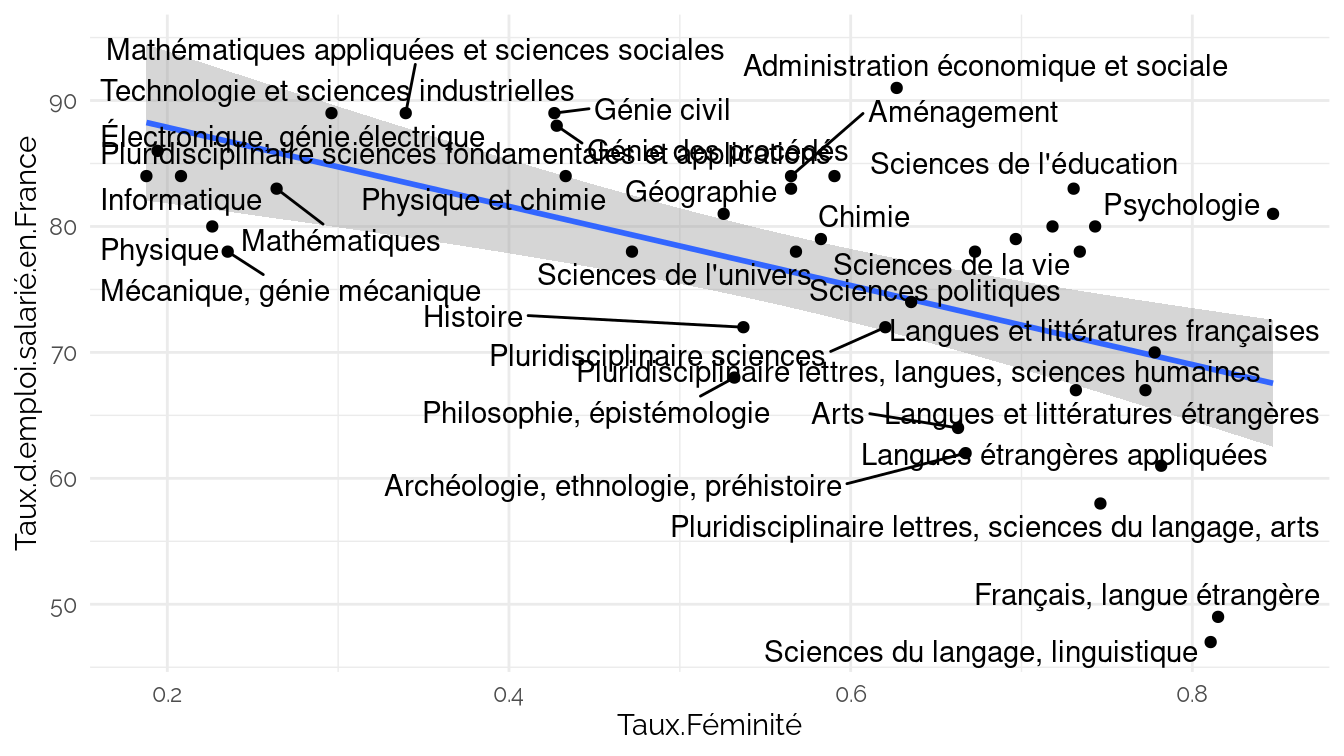 Mathématiques appliquées et sciences sociales
Administration économique et sociale
Technologie et sciences industrielles
90
Génie civil
Aménagement
Électronique, génie électrique
Pluridisciplinaire sciences fondamentales et applications
Génie des procédés
Sciences de l'éducation
Informatique
Physique et chimie
Géographie
Psychologie
Chimie
80
Physique
Mathématiques
Sciences de l'univers
Sciences de la vie
Mécanique, génie mécanique
Sciences politiques
Histoire
Langues et littératures françaises
70
Pluridisciplinaire sciences
Pluridisciplinaire lettres, langues, sciences humaines
Philosophie, épistémologie
Arts
Langues et littératures étrangères
Langues étrangères appliquées
60
Archéologie, ethnologie, préhistoire
Pluridisciplinaire lettres, sciences du langage, arts
50
Français, langue étrangère
Sciences du langage, linguistique
0.2
0.4
0.6
0.8
Taux.Féminité
Taux.d.emploi.salarié.en.France